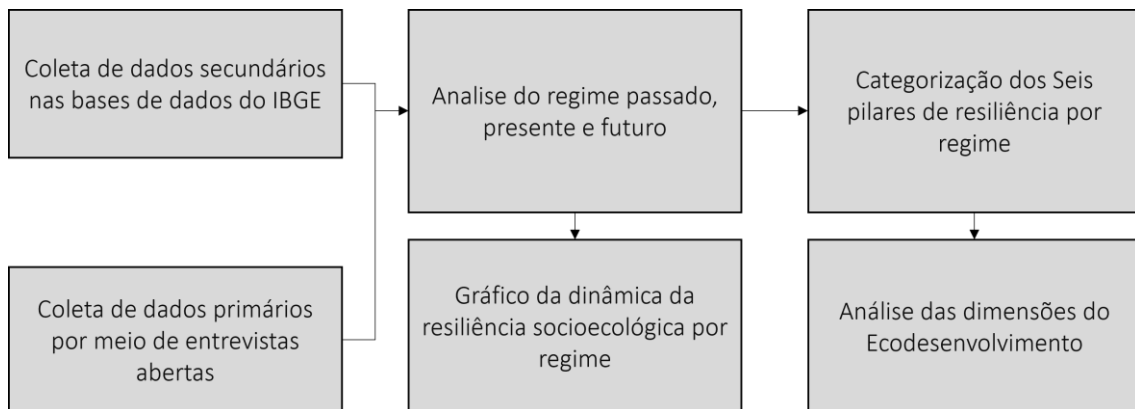 Coleta de dados secundários
nas bases de dados do IBGE
Coleta de dados primários
por meio de entrevistas
abertas
Analise do regime passado,
presente e futuro
Gráfico da dinâmica da
resiliência socioecológica por
regime
Categorização dos Seis
pilares de resiliência por
regime
Análise das dimensões do
Ecodesenvolvimento